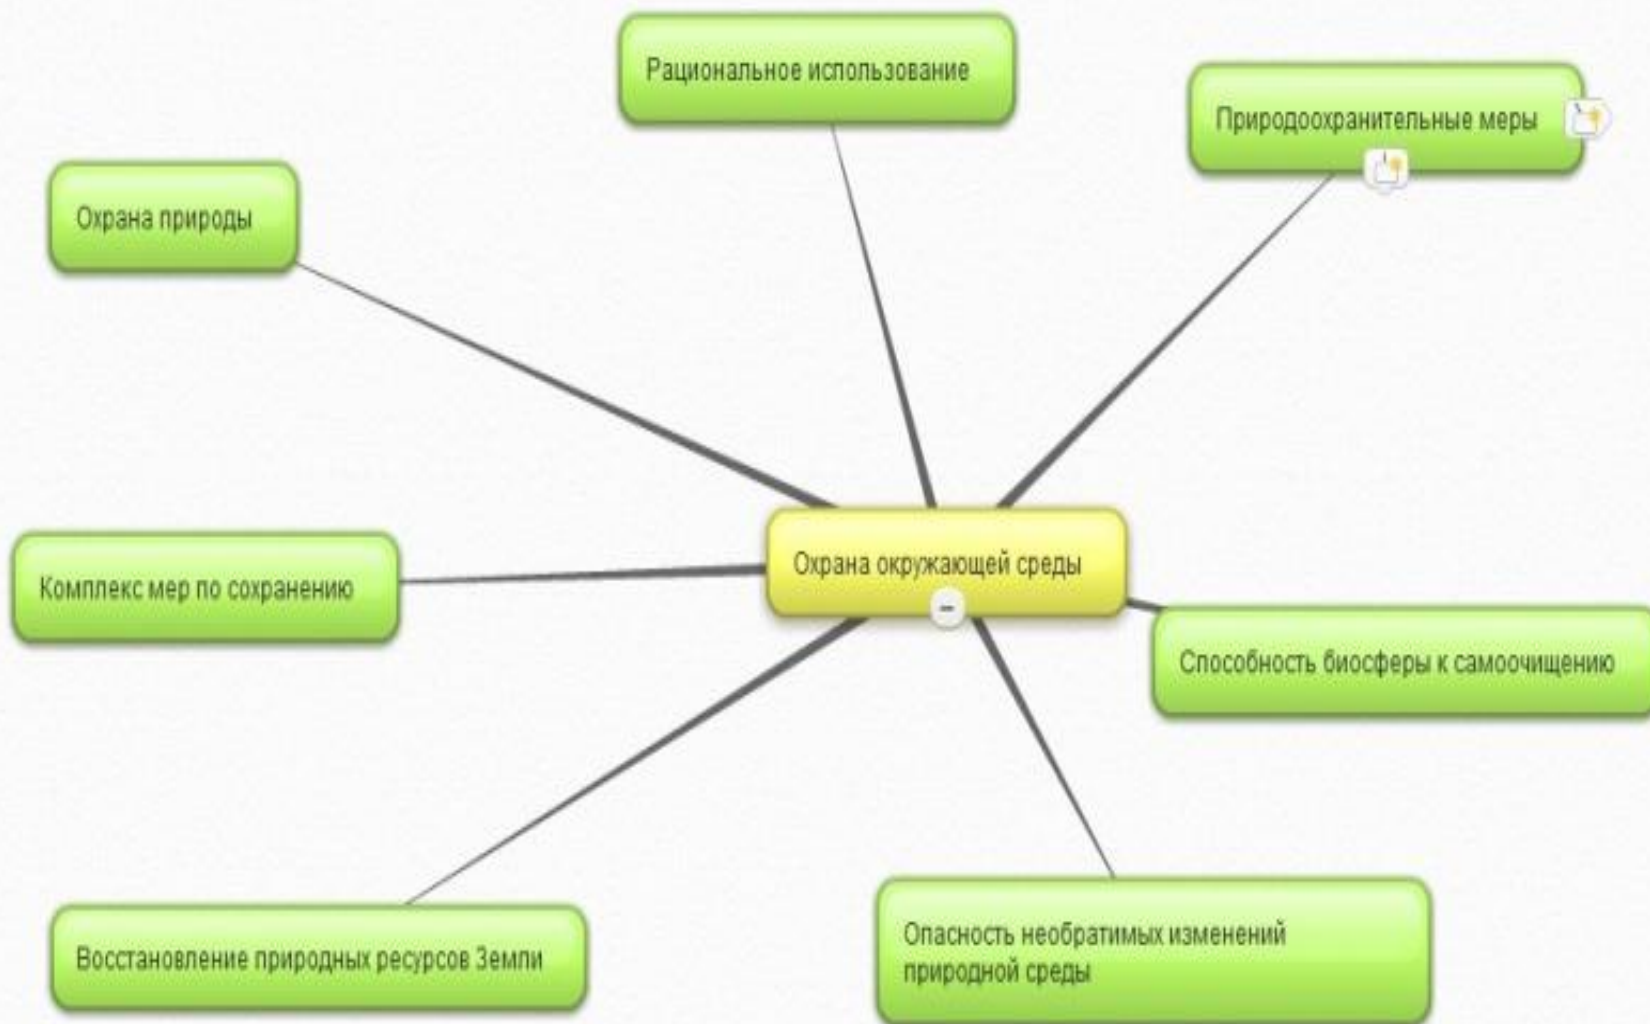 Рациональное использование
Природоохранительные меры
Охрана природы
Охрана окружающей среды
Комплекс мер по сохранению
Способность биосферы к самоочищению
Восстановление природных ресурсов Земли
Опасность необратимых изменений
природной среды